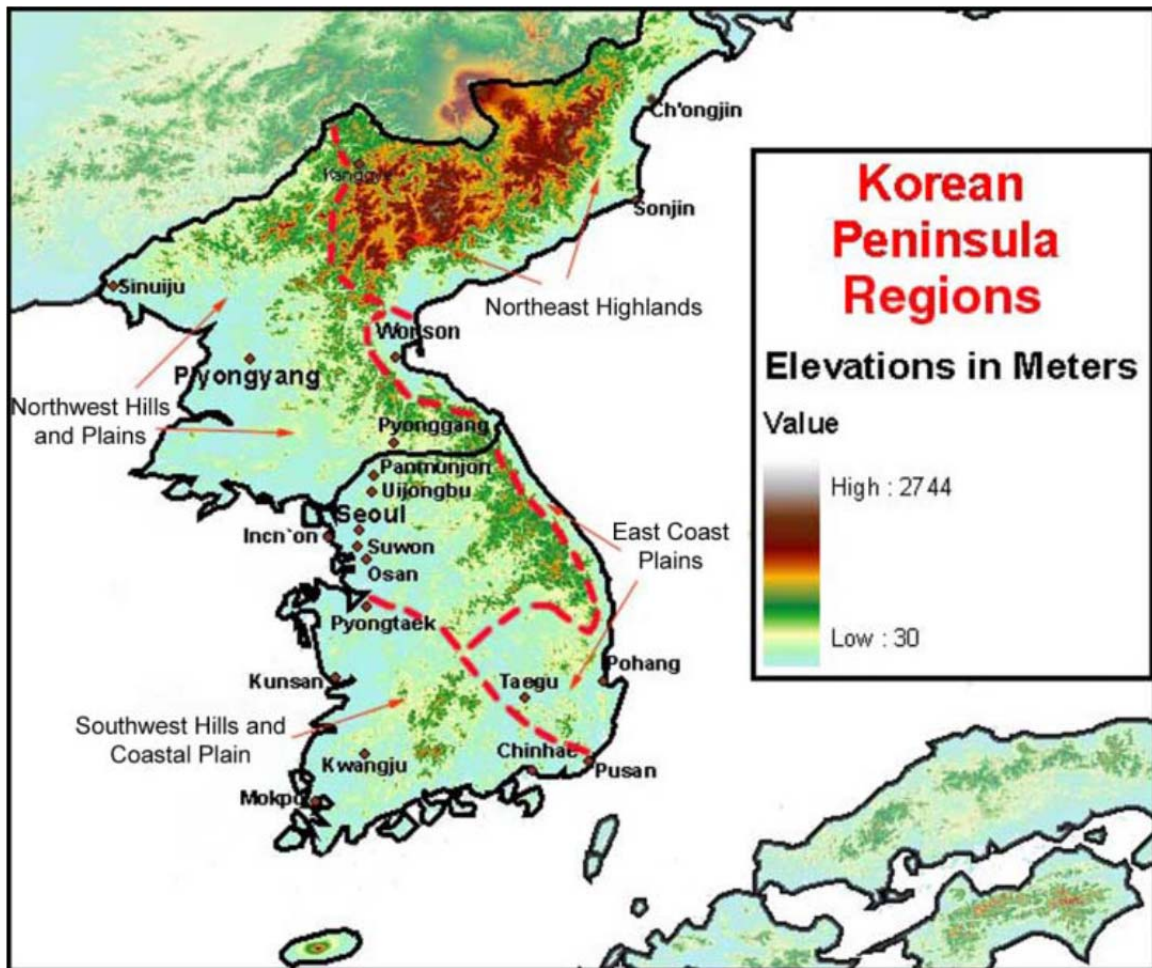 Korean
Peninsula
Regions
Elevations in Meters
Value
High : 2744
Low : 30
Ch'ongjin
Kanggye
Sonjin
Sinuiju
Northeast Highlands
Wonson
Pyongyang
Northwest Hills
and Plains
Pyonggang
Panmunjon
Uijongbu
Seoul
Incn`on
Suwon
Osan
East Coast
Plains
Pyongtaek
Pohang
Kunsan
Taegu
Southwest Hills and
Coastal Plain
Chinhae
Kwangju
Pusan
Mokpo